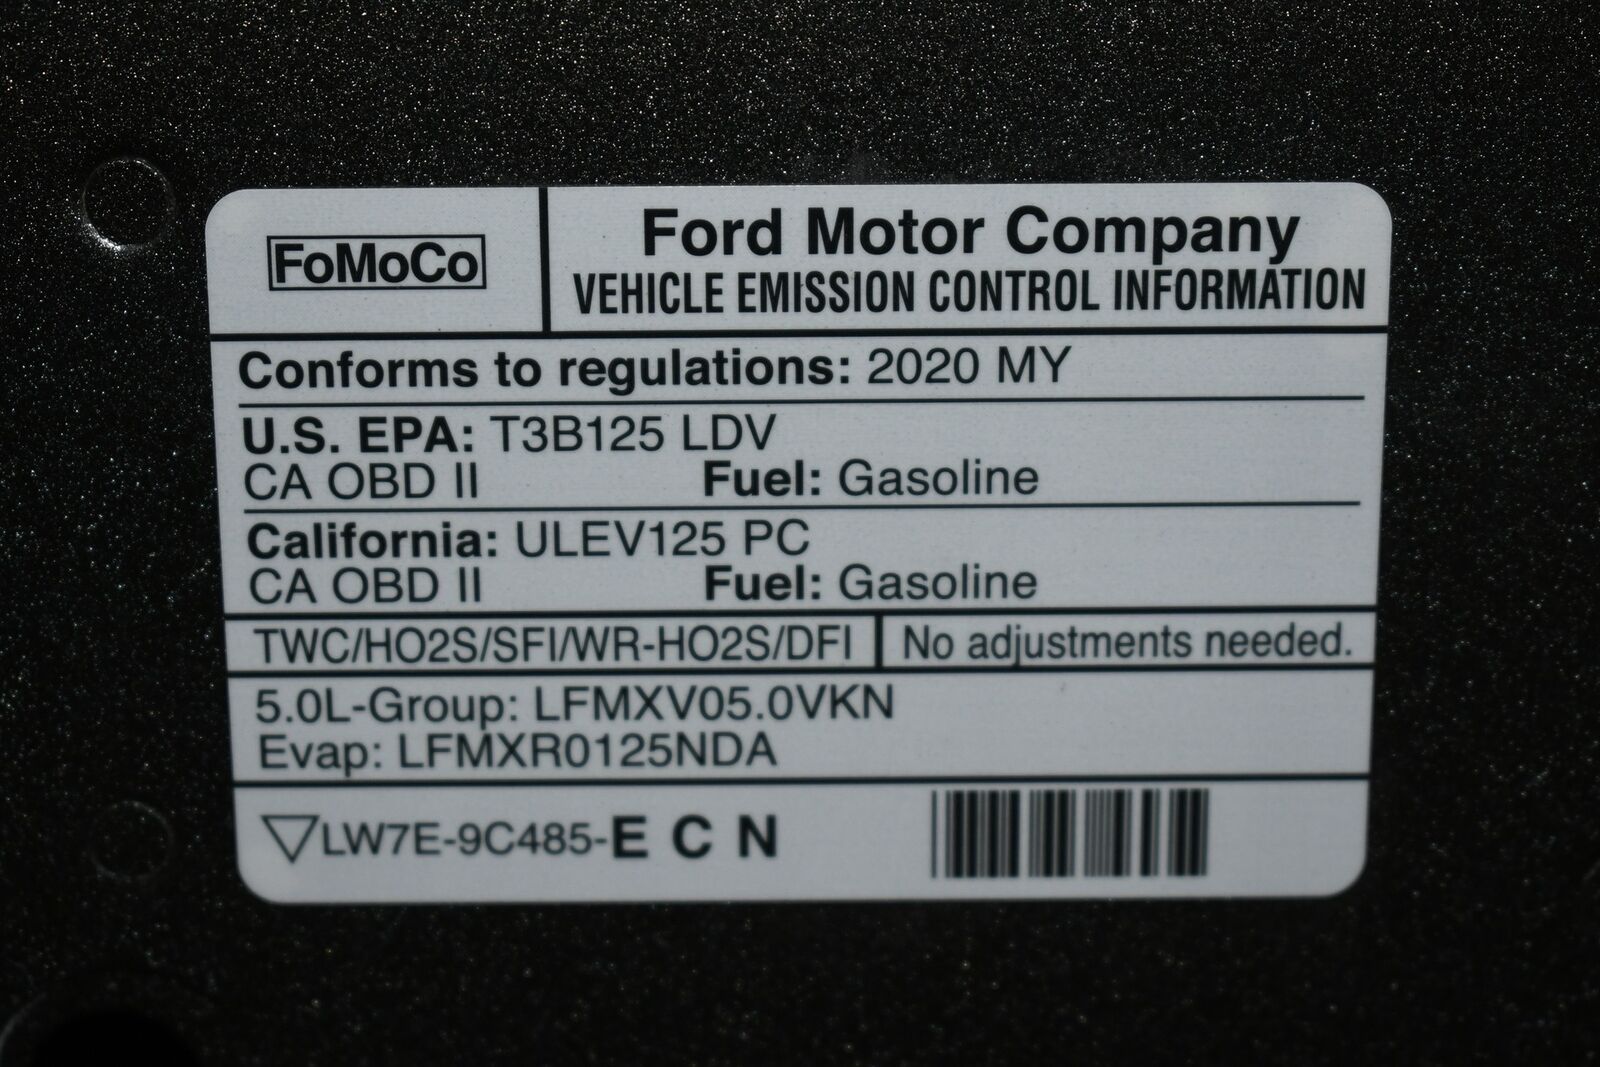 FoMoCo
Ford Motor Company
VEHICLE EMISSION CONTROL INFORMATION
Conforms to regulations: 2020 MY
U.S. EPA: T3B125 LDV
CA OBD II Fuel: Gasoline
California: ULEV125 PC
CA OBD II Fuel: Gasoline
TWC/HO2S/SFI/WR-HO2S/DFI No adjustments needed.
5.0L-Group: LFMXV05.0VKN
Evap: LFMXR0125NDA
LW7E-9C485-E C N